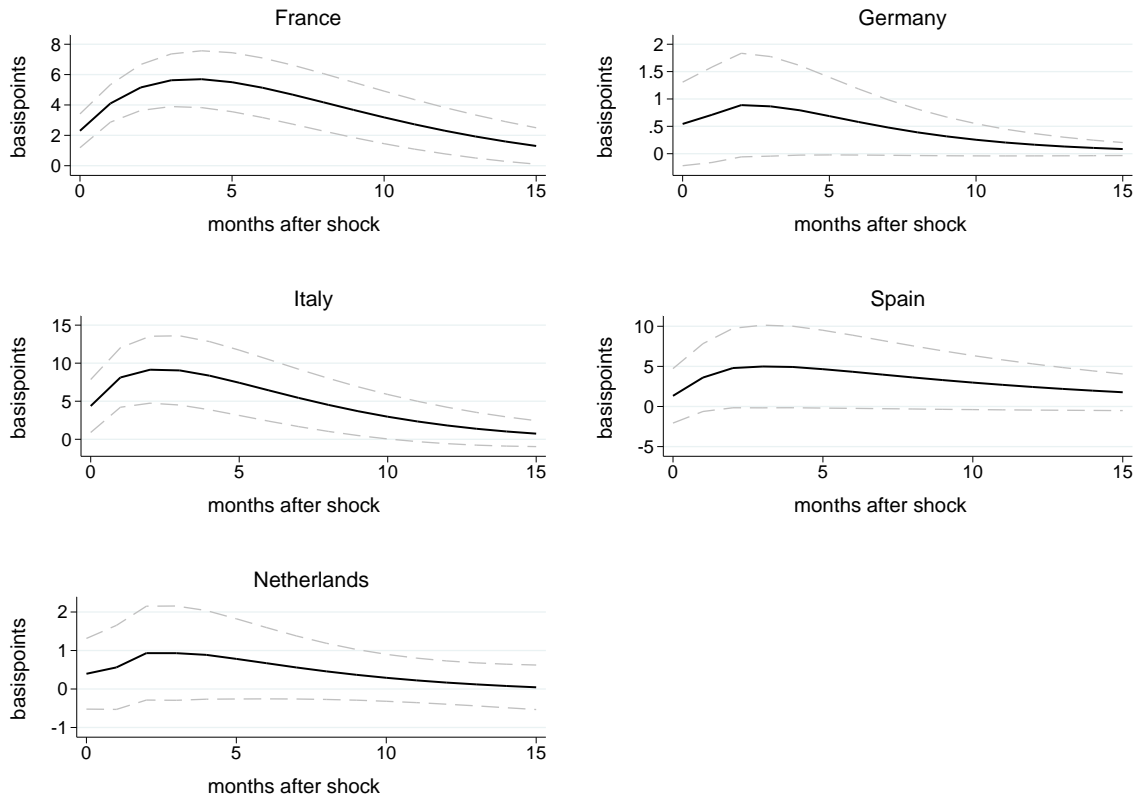 France
8
6
4
2
0
basispoints
0 5 10 15
months after shock
Germany
2
1.5
1
.5
0
basispoints
0 5 10 15
months after shock
Italy
15
10
5
0
basispoints
0 5 10 15
months after shock
Spain
10
5
0
-5
basispoints
0 5 10 15
months after shock
Netherlands
2
1
0
-1
basispoints
0 5 10 15
months after shock